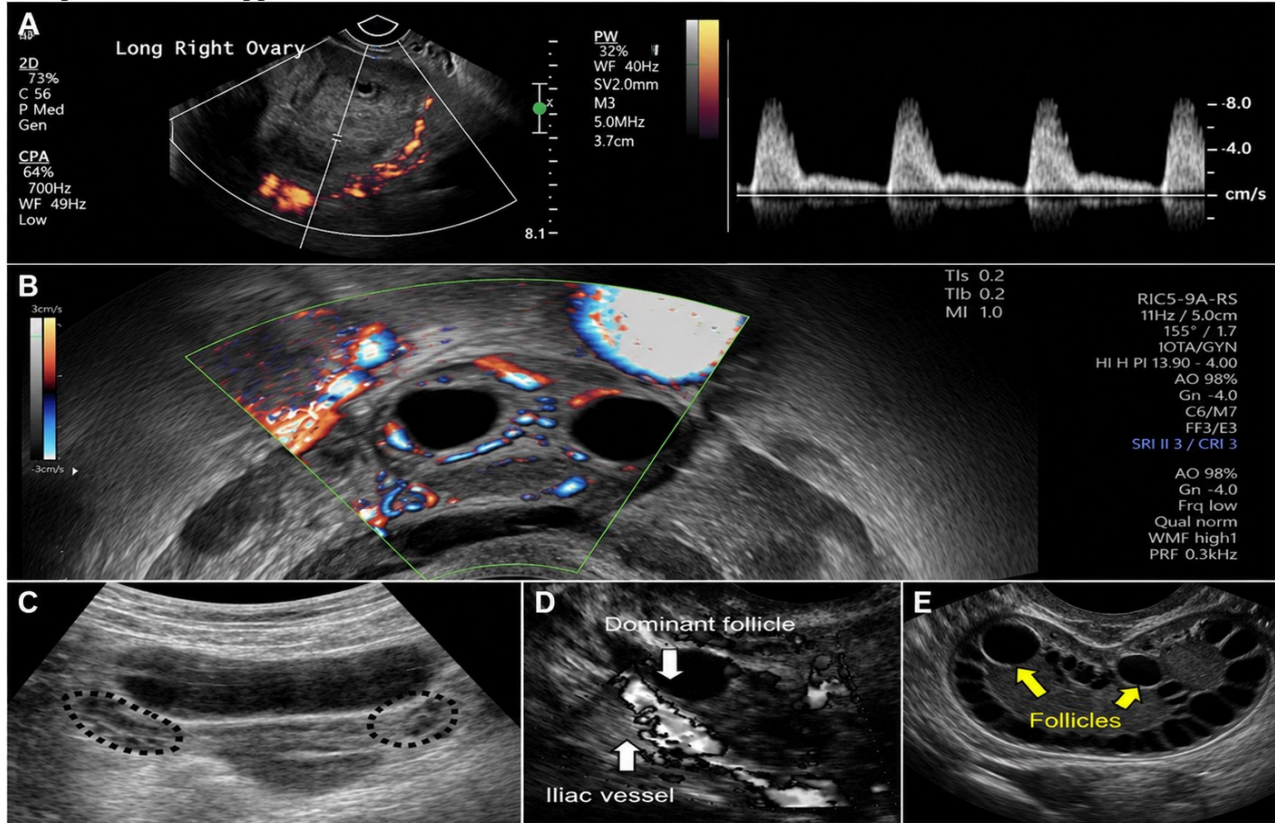 A
Long Right Ovary
2D
73%
C 56
P Med
Gen
CPA
64%
700Hz
WF 49Hz
Low
x
8.1
PW
32%
WF 40Hz
SV2.0mm
M3
5.0MHz
3.7cm
-8.0
-4.0
cm/s
B
3cm/s
-3cm/s
TIs 0.2
TIb 0.2
MI 1.0
RIC5-9A-RS
11Hz / 5.0cm
155° / 1.7
IOTA/GYN
HI H PI 13.90 - 4.00
AO 98%
Gn -4.0
C6/M7
FF3/E3
SRI II 3 / CRI 3
AO 98%
Gn -4.0
Frq low
Qual norm
WMF high1
PRF 0.3kHz
C
D
Dominant follicle
Iliac vessel
E
Follicles